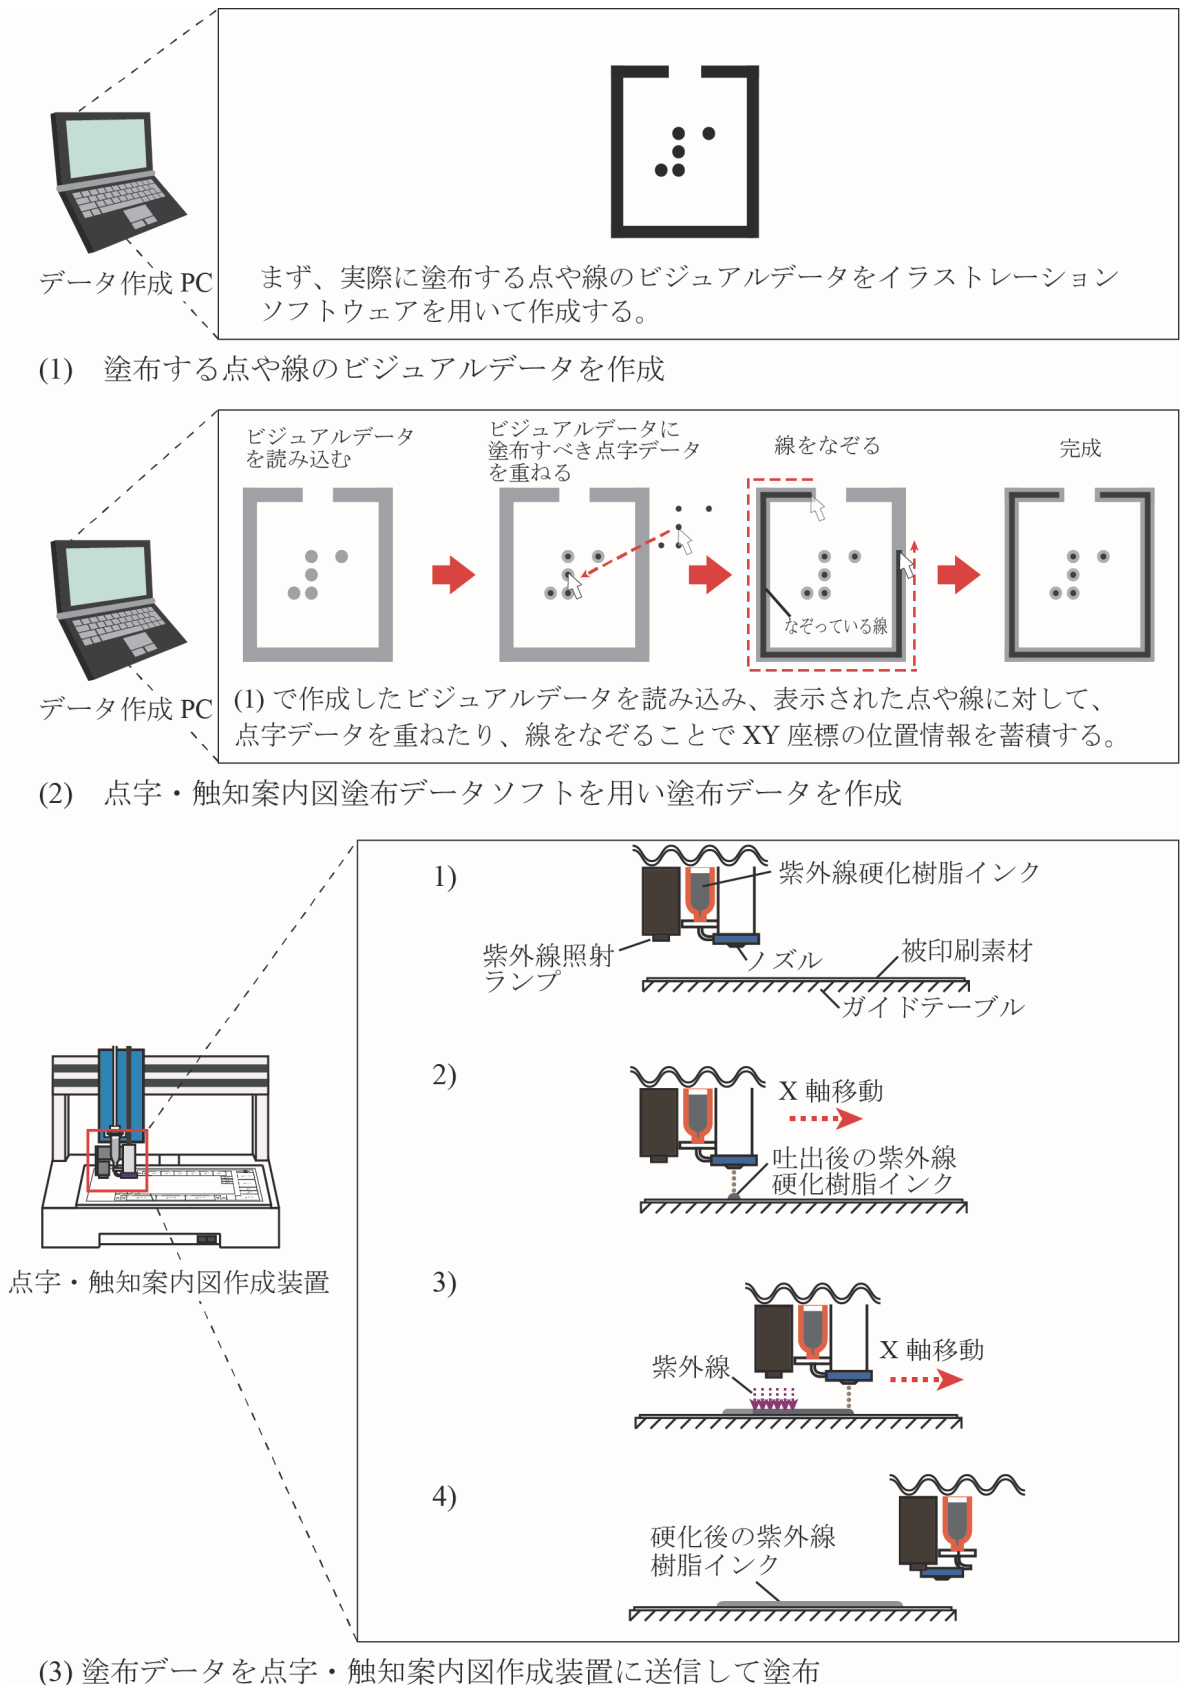 データ作成 PC
まず、実際に塗布する点や線のビジュアルデータをイラストレーション
ソフトウェアを用いて作成する。
(1) 塗布する点や線のビジュアルデータを作成
ビジュアルデータ
を読み込む
ビジュアルデータに
塗布すべき点字データ
を重ねる
線をなぞる
完成
なぞっている線
データ作成 PC
(1) で作成したビジュアルデータを読み込み、表示された点や線に対して、
点字データを重ねたり、線をなぞることで XY 座標の位置情報を蓄積する。
(2) 点字・触知案内図塗布データソフトを用い塗布データを作成
1)
紫外線硬化樹脂インク
紫外線照射
ランプ
ノズル
被印刷素材
ガイドテーブル
2)
X 軸移動
吐出後の紫外線
硬化樹脂インク
点字・触知案内図作成装置
3)
X 軸移動
紫外線
4)
硬化後の紫外線
樹脂インク
(3) 塗布データを点字・触知案内図作成装置に送信して塗布